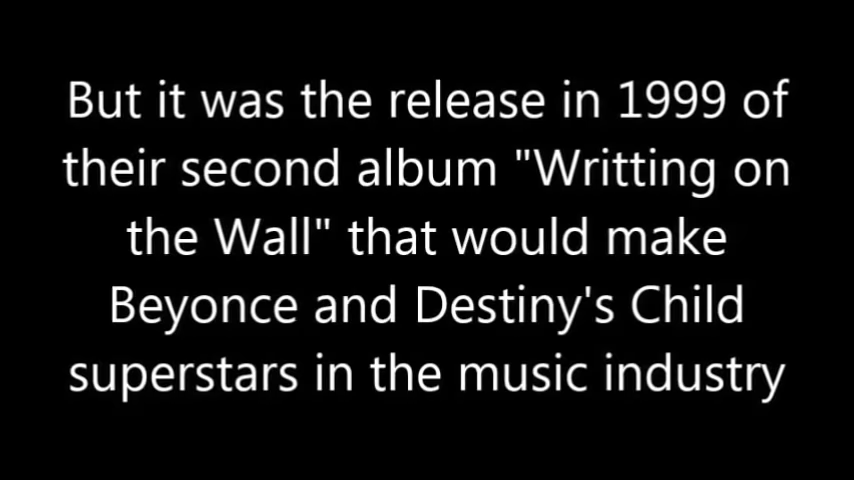 But it was the release in 1999 of
their second album "Writting on
the Wall" that would make
Beyonce and Destiny's Child
superstars in the music industry